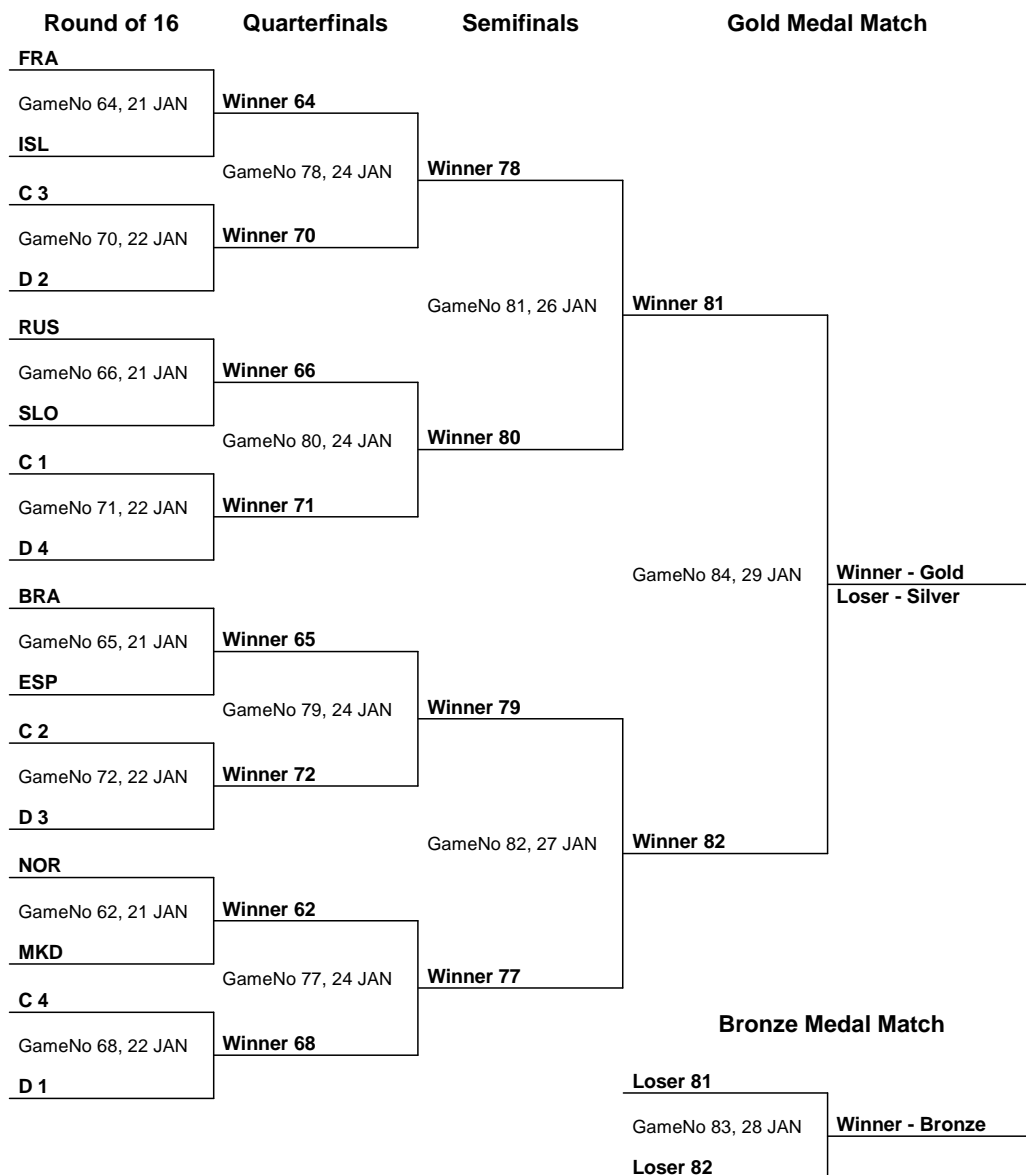 Round of 16 Quarterfinals Semifinals Gold Medal Match
FRA
GameNo 64, 21 JAN Winner 64
ISL
GameNo 78, 24 JAN Winner 78
C 3
GameNo 70, 22 JAN Winner 70
D 2
GameNo 81, 26 JAN Winner 81
RUS
GameNo 66, 21 JAN Winner 66
SLO
GameNo 80, 24 JAN Winner 80
C 1
GameNo 71, 22 JAN Winner 71
D 4
GameNo 84, 29 JAN Winner - Gold
Loser - Silver
BRA
GameNo 65, 21 JAN Winner 65
ESP
GameNo 79, 24 JAN Winner 79
C 2
GameNo 72, 22 JAN Winner 72
D 3
GameNo 82, 27 JAN Winner 82
NOR
GameNo 62, 21 JAN Winner 62
MKD
GameNo 77, 24 JAN Winner 77
C 4
GameNo 68, 22 JAN Winner 68
D 1
Bronze Medal Match
Loser 81
GameNo 83, 28 JAN Winner - Bronze
Loser 82